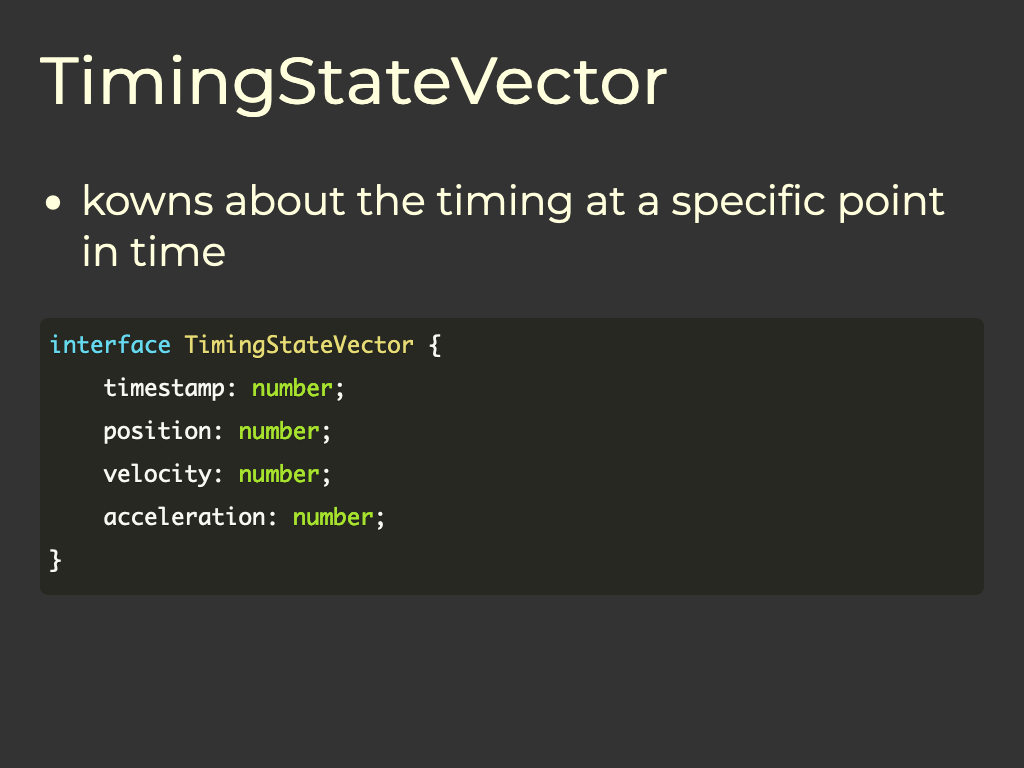 TimingStateVector
• kowns about the timing at a specific point
in time
interface TimingStateVector {
    timestamp: number;
    position: number;
    velocity: number;
    acceleration: number;
}